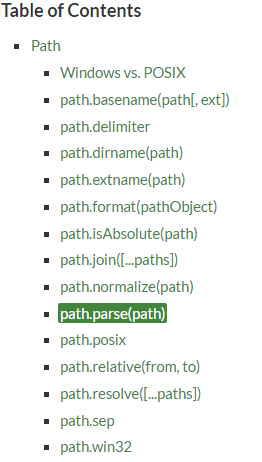 Table of Contents
Path
Windows vs. POSIX
path.basename(path[, ext])
path.delimiter
path.dirname(path)
path.extname(path)
path.format(pathObject)
path.isAbsolute(path)
path.join([...paths])
path.normalize(path)
path.parse(path)
path.posix
path.relative(from, to)
path.resolve([...paths])
path.sep
path.win32